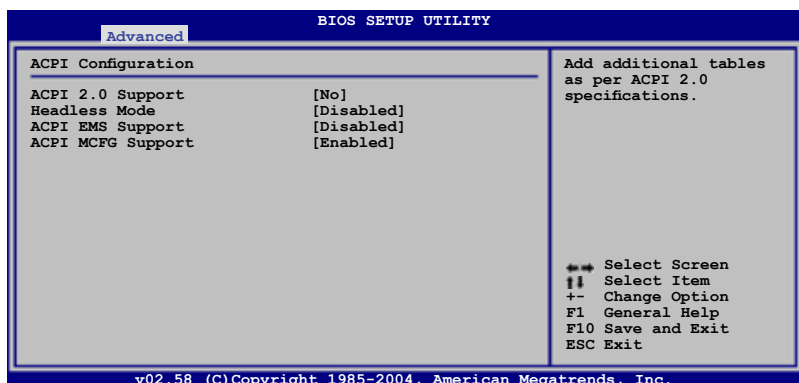 BIOS SETUP UTILITY
Advanced
ACPI Configuration
ACPI 2.0 Support [No]
Headless Mode [Disabled]
ACPI EMS Support [Disabled]
ACPI MCFG Support [Enabled]
Add additional tables
as per ACPI 2.0
specifications.
Select Screen
Select Item
+- Change Option
F1 General Help
F10 Save and Exit
ESC Exit
v02.58 (C)Copyright 1985-2004, American Megatrends, Inc.